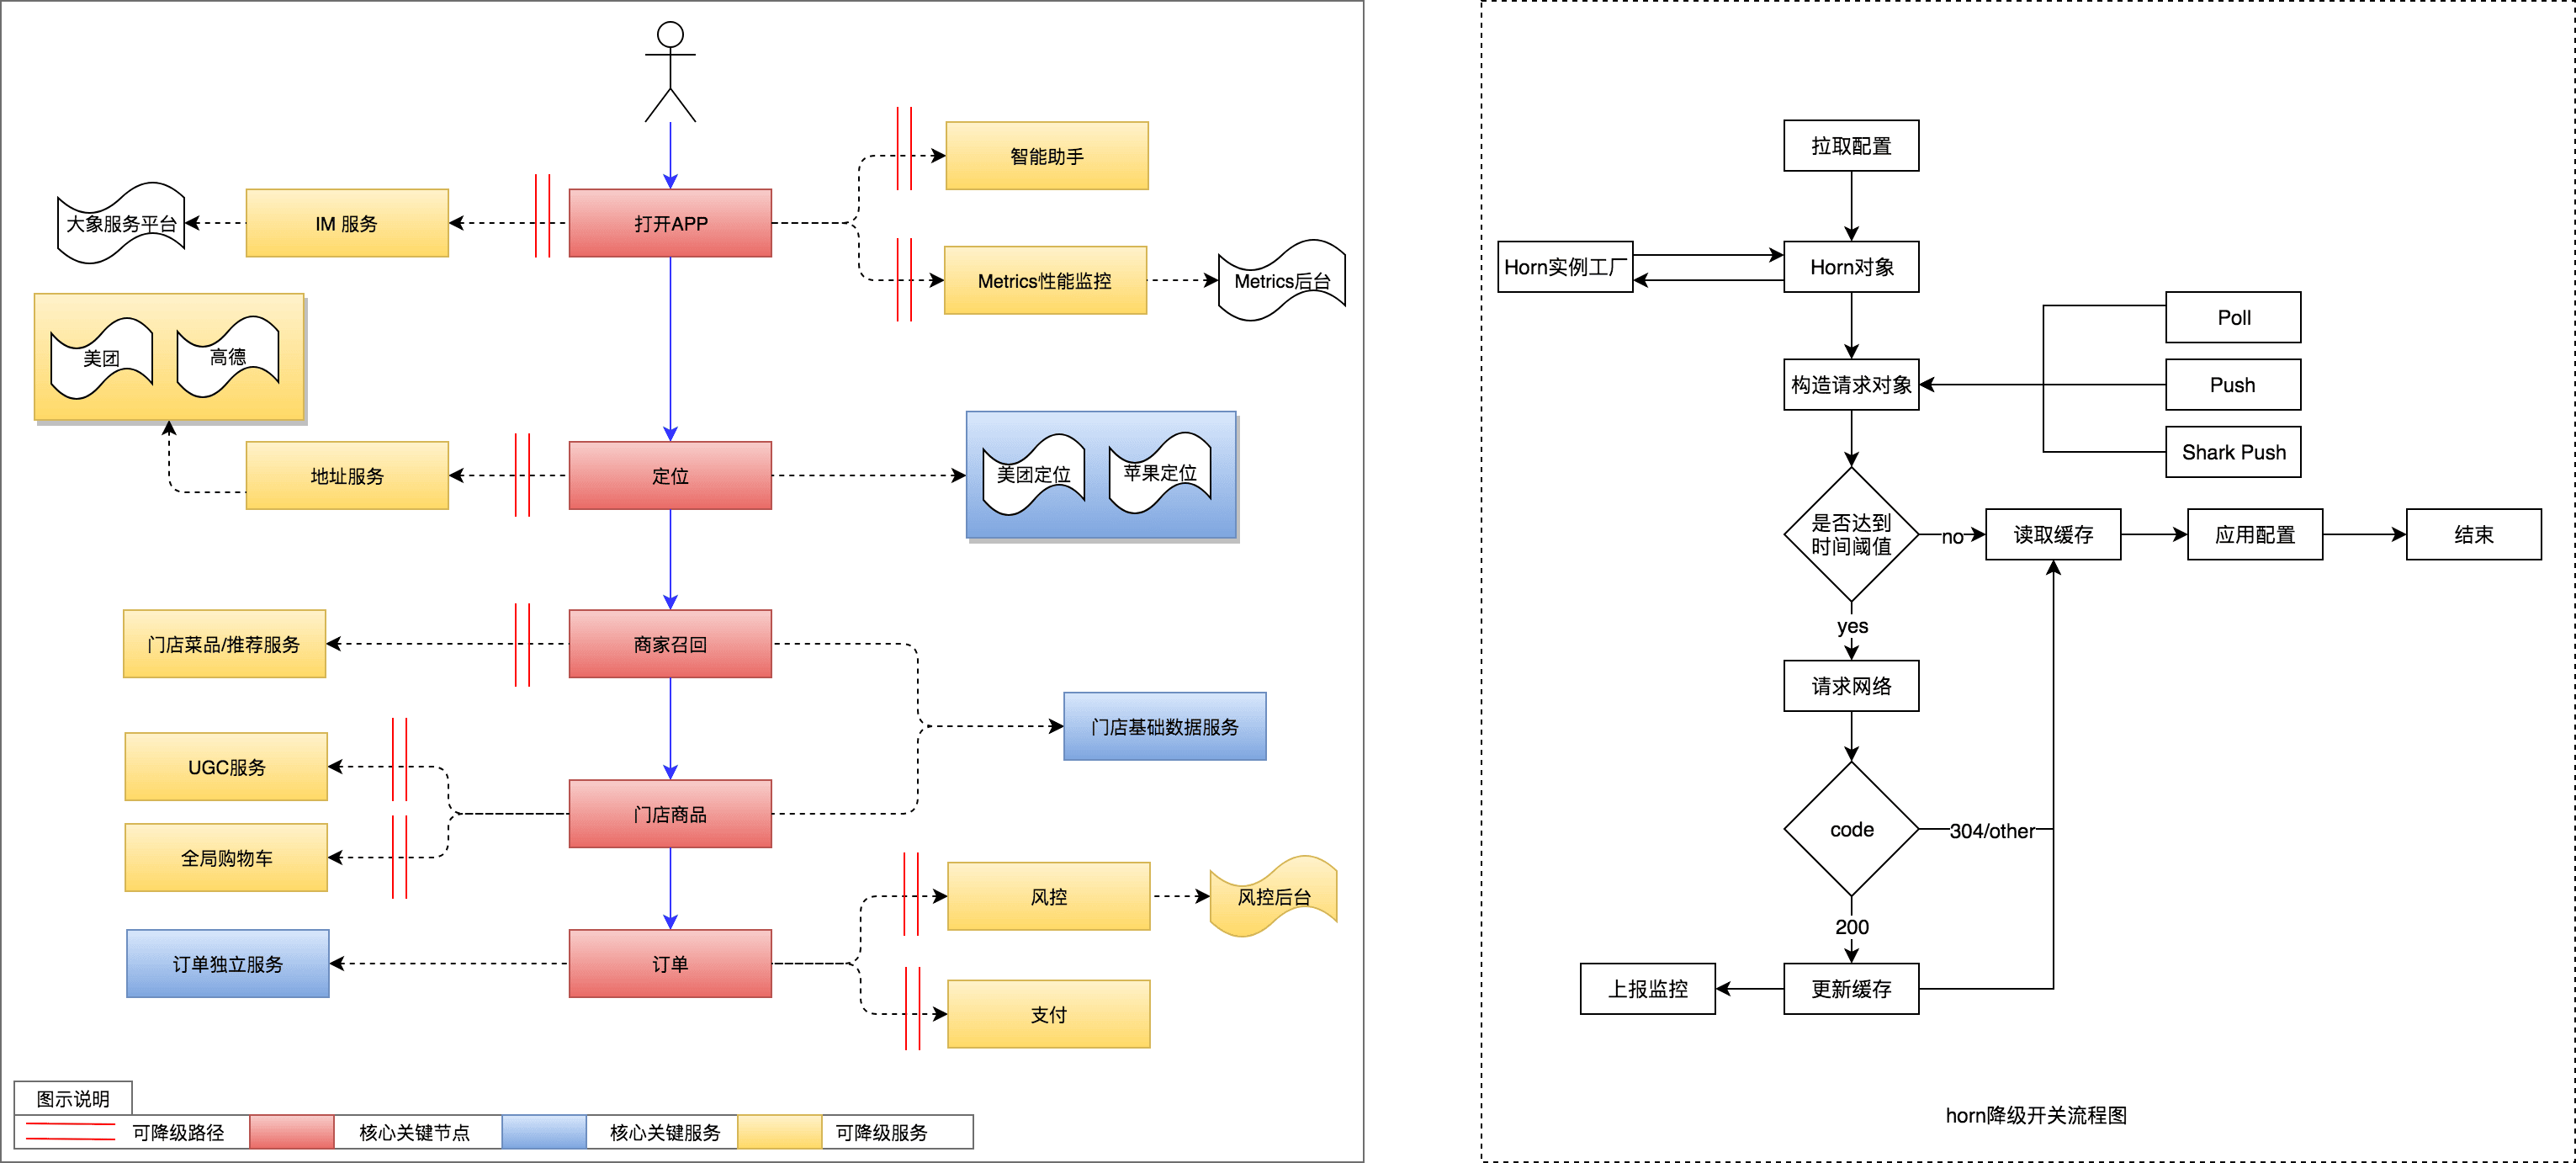 智能助手
大象服务平台
IM 服务
打开APP
Metrics性能监控
Metrics后台
美团
高德
地址服务
定位
美团定位
苹果定位
门店菜品/推荐服务
商家召回
门店基础数据服务
UGC服务
门店商品
全局购物车
风控
风控后台
订单独立服务
订单
支付
图示说明
可降级路径
核心关键节点
核心关键服务
可降级服务
拉取配置
Horn实例工厂
Horn对象
Poll
构造请求对象
Push
Shark Push
是否达到
时间阈值
no
读取缓存
应用配置
结束
yes
请求网络
code
304/other
200
上报监控
更新缓存
horn降级开关流程图